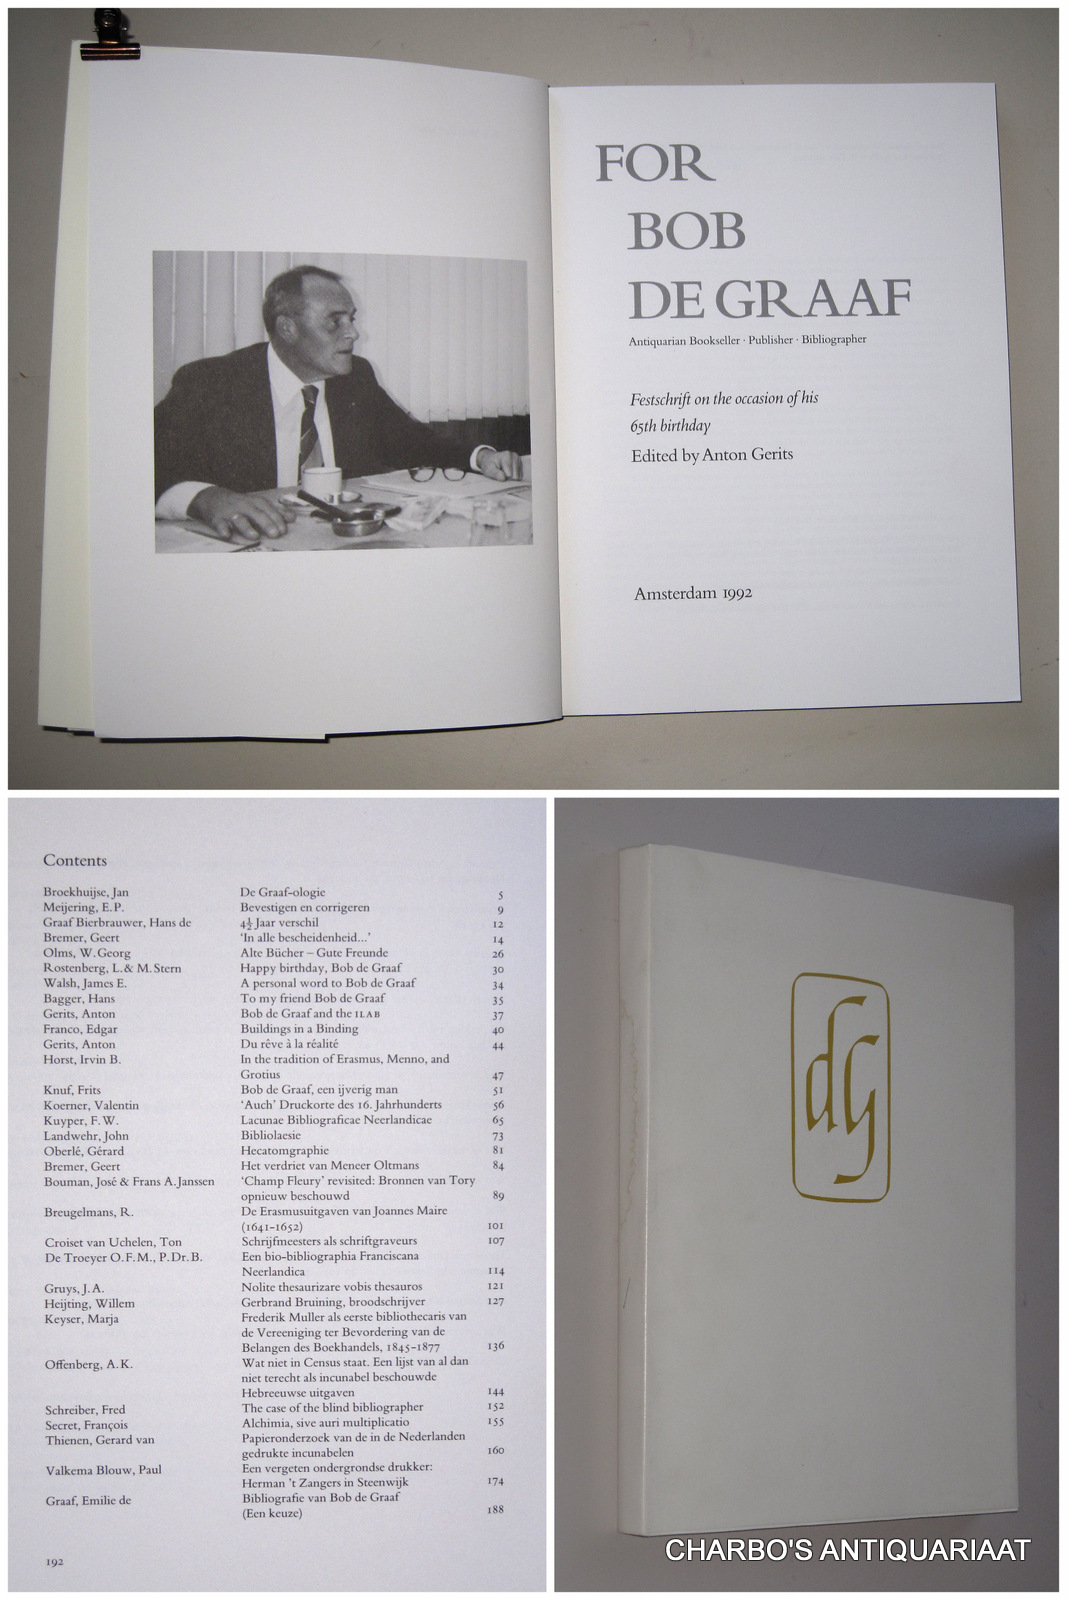 FOR
BOB
DE GRAAF
Antiquarian Bookseller · Publisher · Bibliographer
Festschrift on the occasion of his
65th birthday
Edited by Anton Gerits
Amsterdam 1992
Contents
Broekhuijse, Jan De Graaf-ologie 5
Meijering, E.P. Bevestigen en corrigeren 9
Graaf Bierbrauwer, Hans de 4½ Jaar verschil 12
Bremer, Geert ‘In alle bescheidenheid...’ 14
Olms, W. Georg Alte Bücher – Gute Freunde 26
Rostenberg, L. & M. Stern Happy birthday, Bob de Graaf 30
Walsh, James E. A personal word to Bob de Graaf 34
Bagger, Hans To my friend Bob de Graaf 35
Gerits, Anton Bob de Graaf and the ILAB 37
Franco, Edgar Buildings in a Binding 40
Gerits, Anton Du rêve à la réalité 44
Horst, Irvin B. In the tradition of Erasmus, Menno, and
Grotius 47
Knuf, Frits Bob de Graaf, een ijverig man 51
Koerner, Valentin ‘Auch’ Druckorte des 16. Jahrhunderts 56
Kuyper, F.W. Lacunae Bibliograficae Neerlandicae 65
Landwehr, John Bibliolaesie 73
Oberlé, Gérard Hecatomgraphie 81
Bremer, Geert Het verdriet van Meneer Oltmans 84
Bouman, José & Frans A. Janssen ‘Champ Fleury’ revisited: Bronnen van Tory
opnieuw beschouwd 89
Breugelmans, R. De Erasmusuitgaven van Joannes Maire
(1641-1652) 101
Croiset van Uchelen, Ton Schrijfmeesters als schriftgraveurs 107
De Troeyer O.F.M., P. Dr. B. Een bio-bibliographia Franciscana
Neerlandica 114
Gruys, J.A. Nolite thesaurizare vobis thesauros 121
Heijting, Willem Gerbrand Bruining, broodschrijver 127
Keyser, Marja Frederik Muller als eerste bibliothecaris van
de Vereeniging ter Bevordering van de
Belangen des Boekhandels, 1845-1877 136
Offenberg, A.K. Wat niet in Census staat. Een lijst van al dan
niet terecht als incunabel beschouwde
Hebreeuwse uitgaven 144
Schreiber, Fred The case of the blind bibliographer 152
Secret, François Alchimia, sive auri multiplicatio 155
Thienen, Gerard van Papieronderzoek van de in de Nederlanden
gedrukte incunabelen 160
Valkema Blouw, Paul Een vergeten ondergrondse drukker:
Herman ’t Zangers in Steenwijk 174
Graaf, Emilie de Bibliografie van Bob de Graaf
(Een keuze) 188
192
dG
CHARBO'S ANTIQUARIAAT